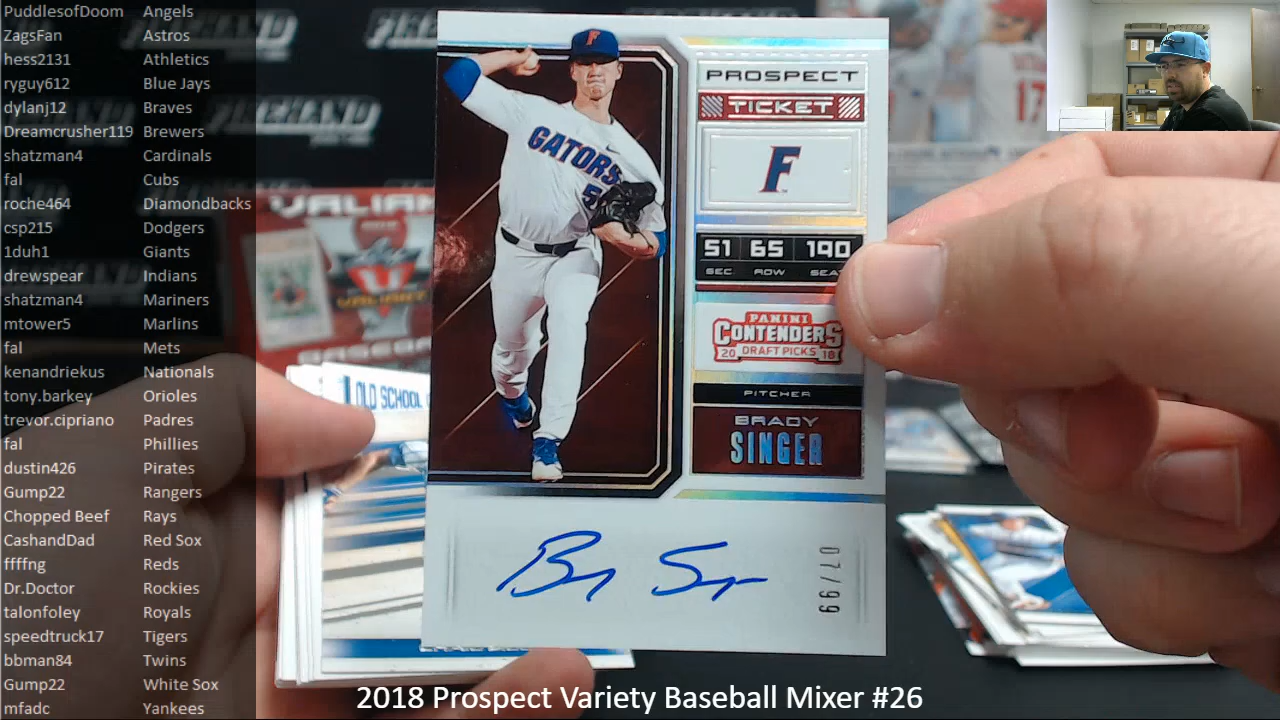 PuddlesofDoom Angels
ZagsFan Astros
hess2131 Athletics
ryguy612 Blue Jays
dylanj12 Braves
Dreamcrusher119 Brewers
shatzman4 Cardinals
fal Cubs
roche464 Diamondbacks
csp215 Dodgers
1duh1 Giants
drewspear Indians
shatzman4 Mariners
mtower5 Marlins
fal Mets
kenandriekus Nationals
tony.barkey Orioles
trevor.cipriano Padres
fal Phillies
dustin426 Pirates
Gump22 Rangers
Chopped Beef Rays
CashandDad Red Sox
ffffng Reds
Dr.Doctor Rockies
talonfoley Royals
speedtruck17 Tigers
bbman84 Twins
Gump22 White Sox
mfadc Yankees
F
GATORS
PROSPECT
TICKET
F
51 65 190
SEC ROW SEAT
PANINI
CONTENDERS
20 DRAFT PICKS 18
PITCHER
BRADY
SINGER
07/99
OLD SCHOOL
VALIANT
17
2018 Prospect Variety Baseball Mixer #26